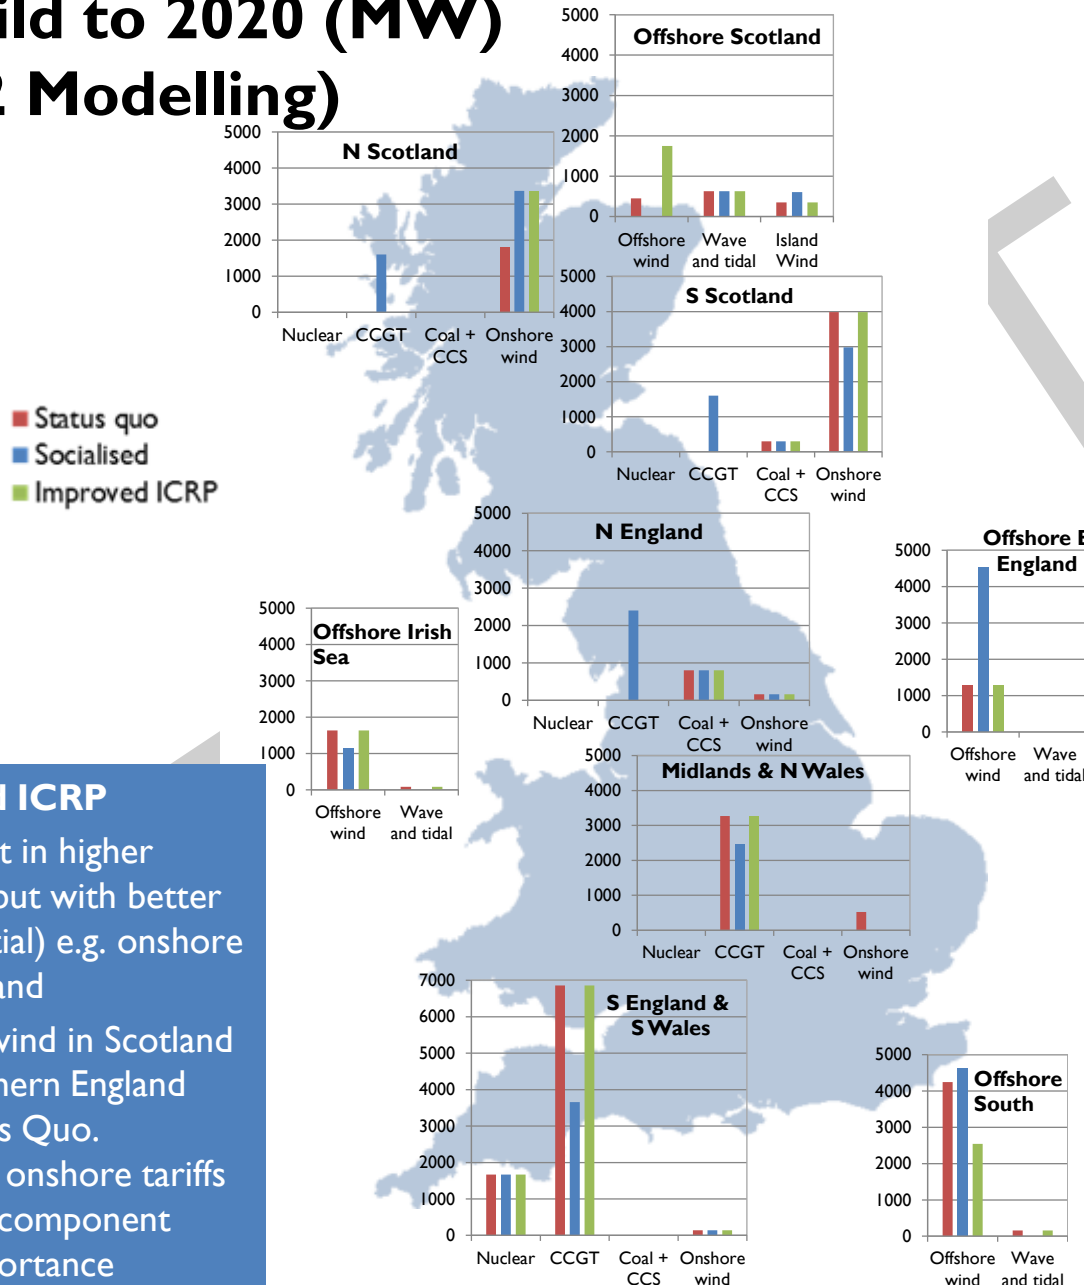 ild to 2020 (MW)
2 Modelling)
5000
4000
3000
2000
1000
0
Offshore Scotland
Offshore wind
Wave and tidal
Island Wind
5000
4000
3000
2000
1000
0
N Scotland
Nuclear
CCGT
Coal + CCS
Onshore wind
5000
4000
3000
2000
1000
0
S Scotland
Nuclear
CCGT
Coal + CCS
Onshore wind
Status quo
Socialised
Improved ICRP
5000
4000
3000
2000
1000
0
N England
Nuclear
CCGT
Coal + CCS
Onshore wind
5000
4000
3000
2000
1000
0
Offshore E
England
Offshore wind
Wave and tidal
5000
4000
3000
2000
1000
0
Offshore Irish
Sea
Offshore wind
Wave and tidal
5000
4000
3000
2000
1000
0
Midlands & N Wales
Nuclear
CCGT
Coal + CCS
Onshore wind
ICRP
t in higher
out with better
tial) e.g. onshore
and
wind in Scotland
hern England
s Quo.
onshore tariffs
component
ortance
7000
6000
5000
4000
3000
2000
1000
0
S England &
S Wales
Nuclear
CCGT
Coal + CCS
Onshore wind
5000
4000
3000
2000
1000
0
Offshore
South
Offshore wind
Wave and tidal